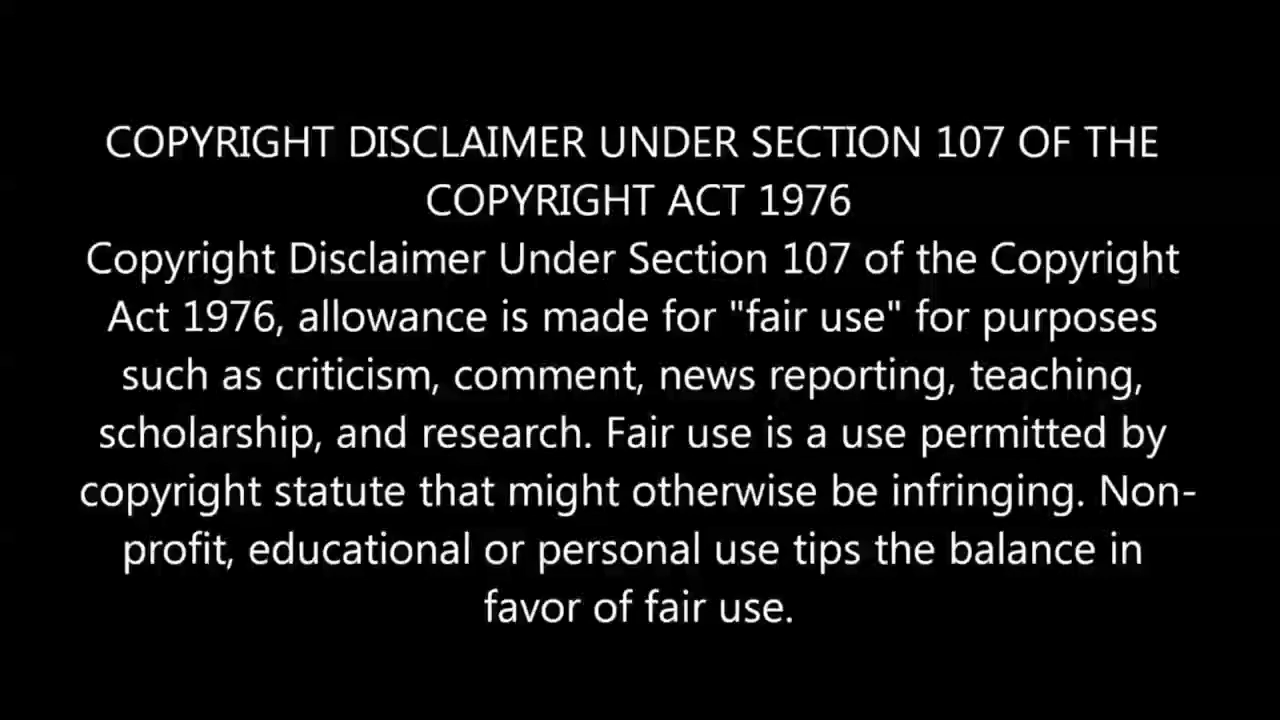 COPYRIGHT DISCLAIMER UNDER SECTION 107 OF THE
COPYRIGHT ACT 1976
Copyright Disclaimer Under Section 107 of the Copyright
Act 1976, allowance is made for "fair use" for purposes
such as criticism, comment, news reporting, teaching,
scholarship, and research. Fair use is a use permitted by
copyright statute that might otherwise be infringing. Non-
profit, educational or personal use tips the balance in
favor of fair use.